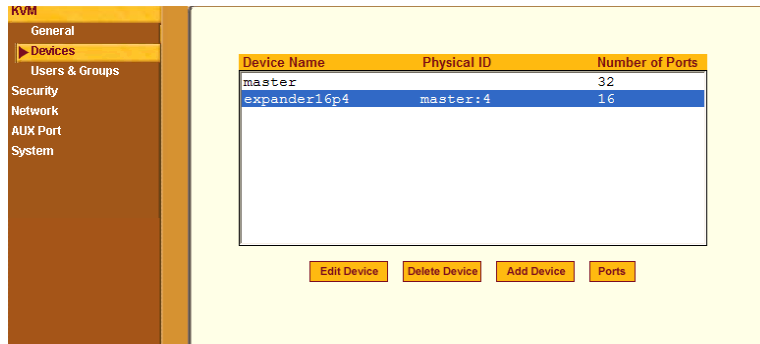 KVM
General
Devices
Users & Groups
Security
Network
AUX Port
System
Device Name Physical ID Number of Ports
master 32
expander16p4 master:4 16
Edit Device Delete Device Add Device Ports